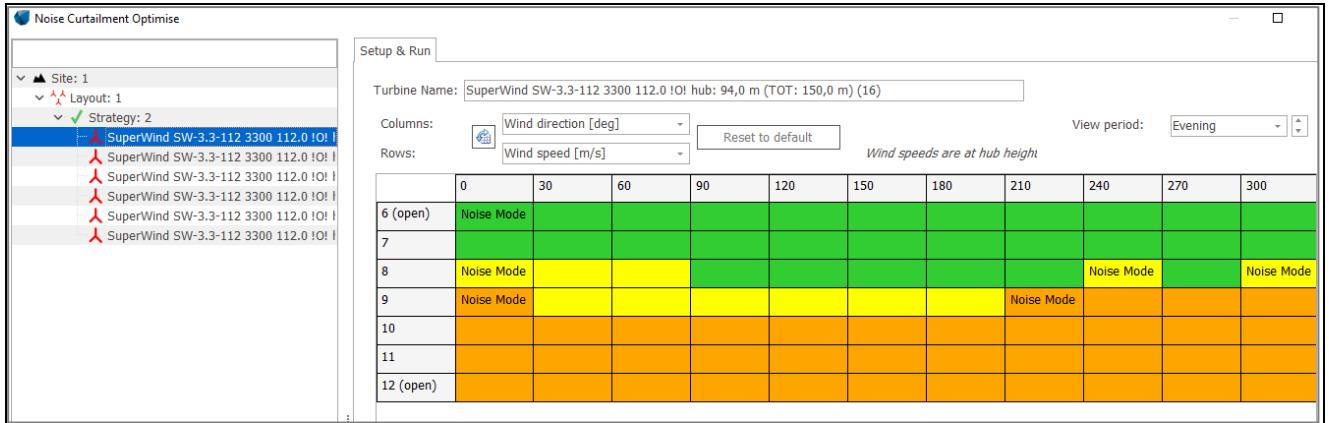 Noise Curtailment Optimise
Setup & Run
Site: 1
Layout: 1
Strategy: 2
SuperWind SW-3.3-112 3300 112.0 !O! h
SuperWind SW-3.3-112 3300 112.0 !O! h
SuperWind SW-3.3-112 3300 112.0 !O! h
SuperWind SW-3.3-112 3300 112.0 !O! h
SuperWind SW-3.3-112 3300 112.0 !O! h
SuperWind SW-3.3-112 3300 112.0 !O! h
Turbine Name: SuperWind SW-3.3-112 3300 112.0 !O! hub: 94,0 m (TOT: 150,0 m) (16)
Columns: Wind direction [deg] Reset to default View period: Evening
Rows: Wind speed [m/s] Wind speeds are at hub height
0 30 60 90 120 150 180 210 240 270 300
6 (open) Noise Mode
7
8 Noise Mode Noise Mode Noise Mode
9 Noise Mode Noise Mode
10
11
12 (open)